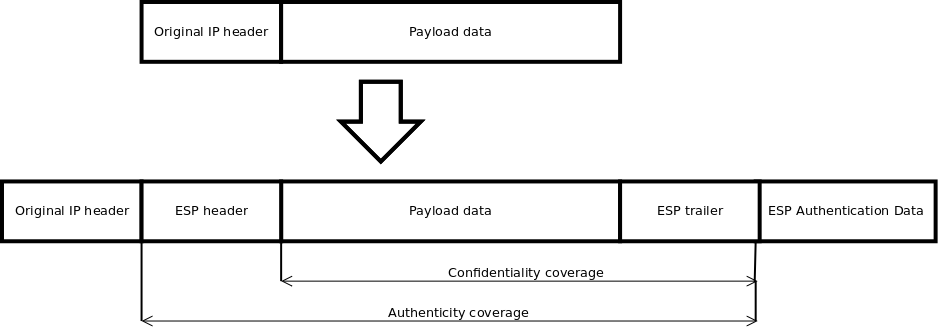 Original IP header
Payload data
Original IP header
ESP header
Payload data
ESP trailer
ESP Authentication Data
Confidentiality coverage
Authenticity coverage